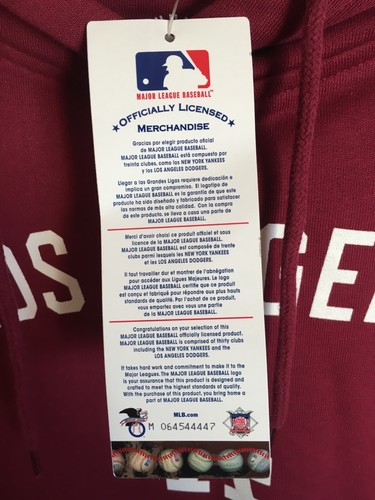 MAJOR LEAGUE BASEBALL™
★OFFICIALLY LICENSED★
MERCHANDISE
Gracias por elegir producto oficial
de MAJOR LEAGUE BASEBALL.
MAJOR LEAGUE BASEBALL está compuesto por
treinta clubes, como los NEW YORK YANKEES
y los LOS ANGELES DODGERS.
Llegar a las Grandes Ligas requiere dedicación e
implica un gran compromiso. El logotipo de
MAJOR LEAGUE BASEBALL es la garantía de que este
producto ha sido diseñado y fabricado para satisfacer
las normas de más alta calidad. Con la compra
de este producto, se lleva a casa una parte de
MAJOR LEAGUE BASEBALL.
Merci d'avoir choisi ce produit officiel et sous
licence de la MAJOR LEAGUE BASEBALL.
MAJOR LEAGUE BASEBALL est composée de trente
clubs parmi lesquels les NEW YORK YANKEES
et les LOS ANGELES DODGERS.
Il faut travailler dur et montrer de l'abnégation
pour accéder aux Ligues Majeures. Le logo
MAJOR LEAGUE BASEBALL certifie que ce produit
est conçu et fabriqué pour répondre aux plus hauts
standards de qualité. Par l'achat de ce produit,
vous emportez avec vous une partie
de la MAJOR LEAGUE BASEBALL.
OS GE
Congratulations on your selection of this
MAJOR LEAGUE BASEBALL officially licensed product.
MAJOR LEAGUE BASEBALL is comprised of thirty clubs
including the NEW YORK YANKEES and the
LOS ANGELES DODGERS.
It takes hard work and commitment to make it to the
Major Leagues. The MAJOR LEAGUE BASEBALL logo
is your assurance that this product is designed and
crafted to meet the highest standards of quality.
With the purchase of this product, you bring home a
part of MAJOR LEAGUE BASEBALL.
MLB.com
M 064544447